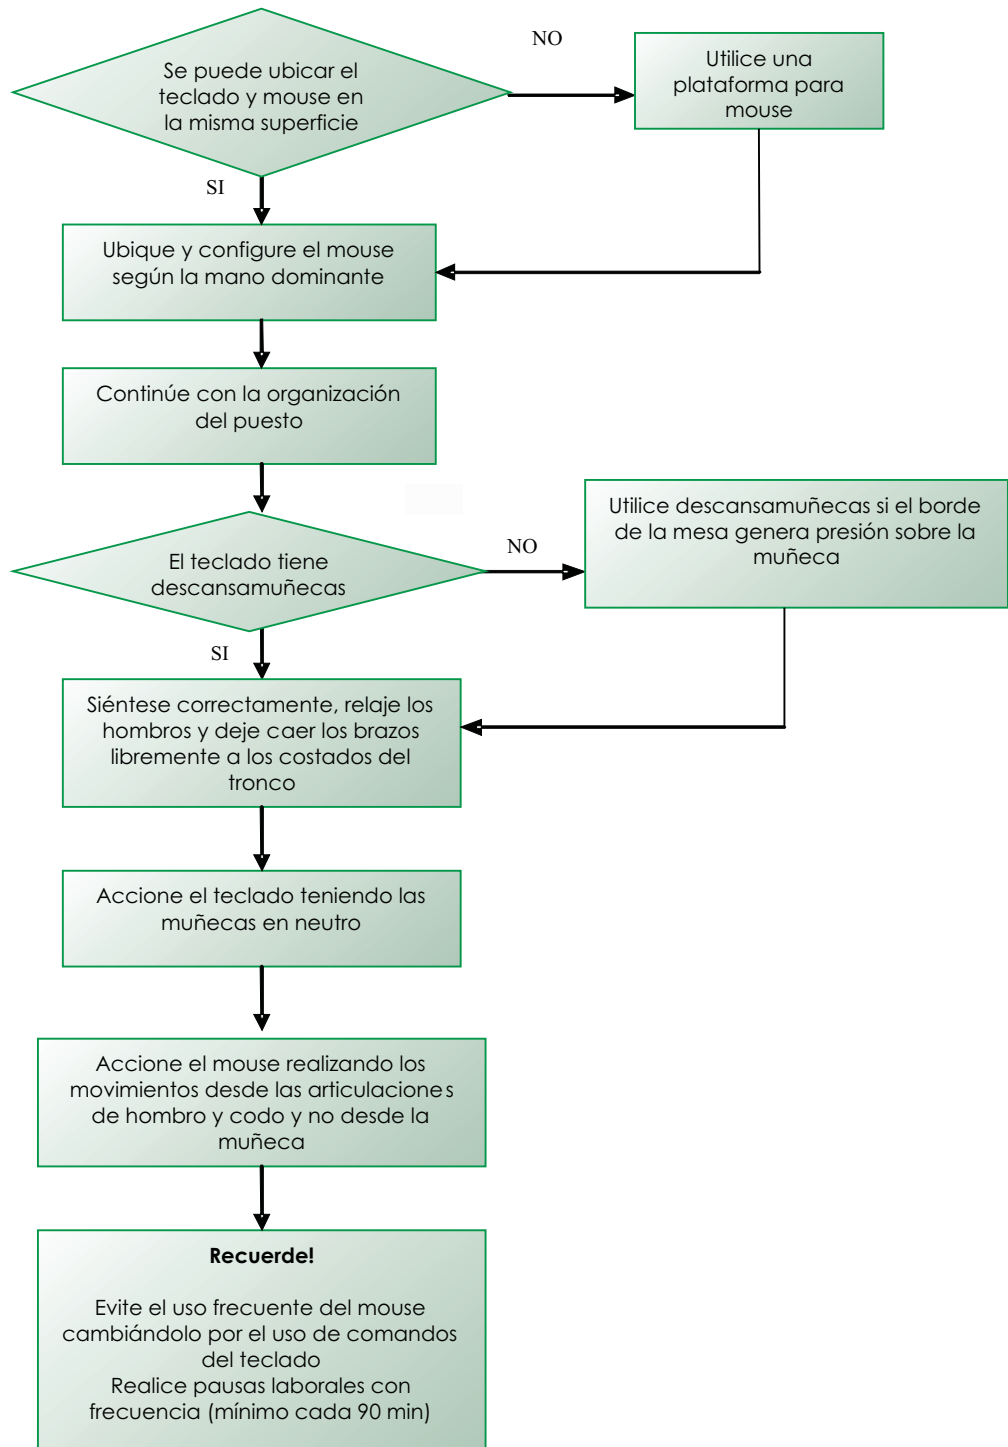 Se puede ubicar el
teclado y mouse en
la misma superficie
NO
Utilice una
plataforma para
mouse
SI
Ubique y configure el mouse
según la mano dominante
Continúe con la organización
del puesto
El teclado tiene
descansamuñecas
NO
Utilice descansamuñecas si el borde
de la mesa genera presión sobre la
muñeca
SI
Siéntese correctamente, relaje los
hombros y deje caer los brazos
libremente a los costados del
tronco
Accione el teclado teniendo las
muñecas en neutro
Accione el mouse realizando los
movimientos desde las articulaciones
de hombro y codo y no desde la
muñeca
Recuerde!
Evite el uso frecuente del mouse
cambiándolo por el uso de comandos
del teclado
Realice pausas laborales con
frecuencia (mínimo cada 90 min)